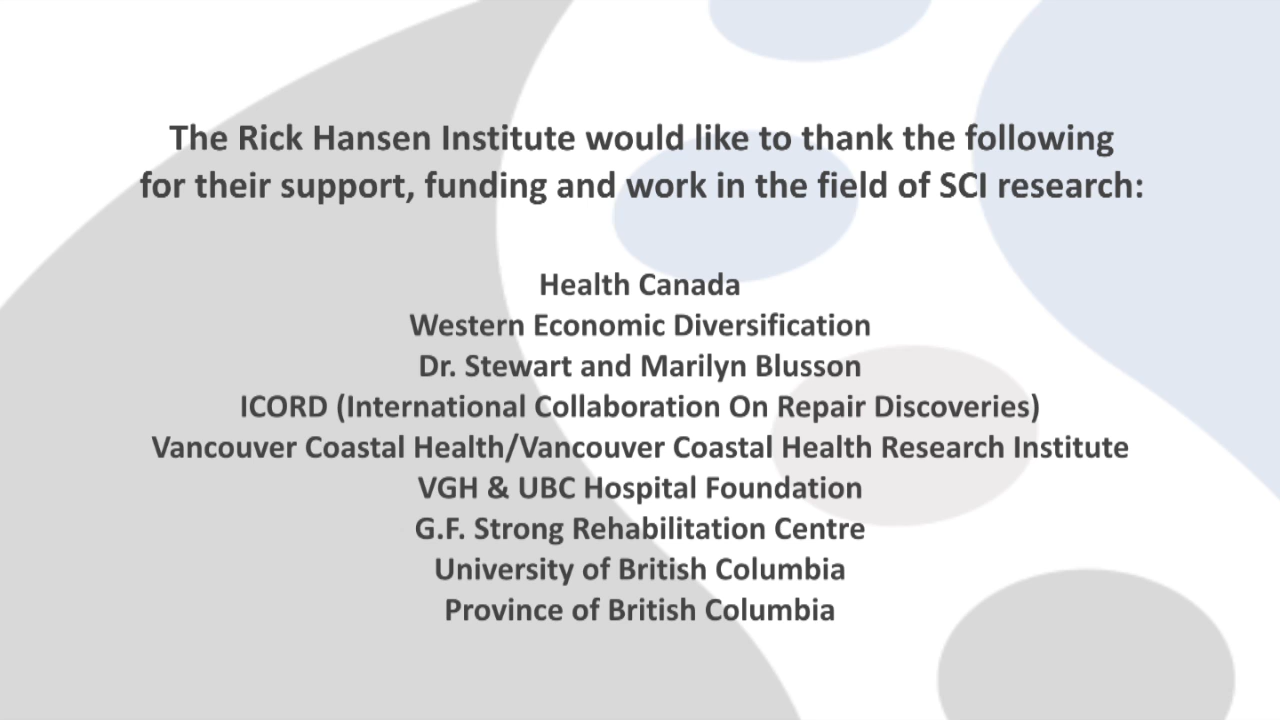 The Rick Hansen Institute would like to thank the following
for their support, funding and work in the field of SCI research:
Health Canada
Western Economic Diversification
Dr. Stewart and Marilyn Blusson
ICORD (International Collaboration On Repair Discoveries)
Vancouver Coastal Health/Vancouver Coastal Health Research Institute
VGH & UBC Hospital Foundation
G.F. Strong Rehabilitation Centre
University of British Columbia
Province of British Columbia